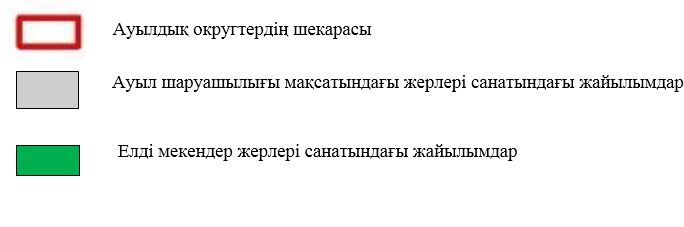 Ауылдық округтердің шекарасы
Ауыл шаруашылығы мақсатындағы жерлері санатындағы жайылымдар
Елді мекендер жерлері санатындағы жайылымдар